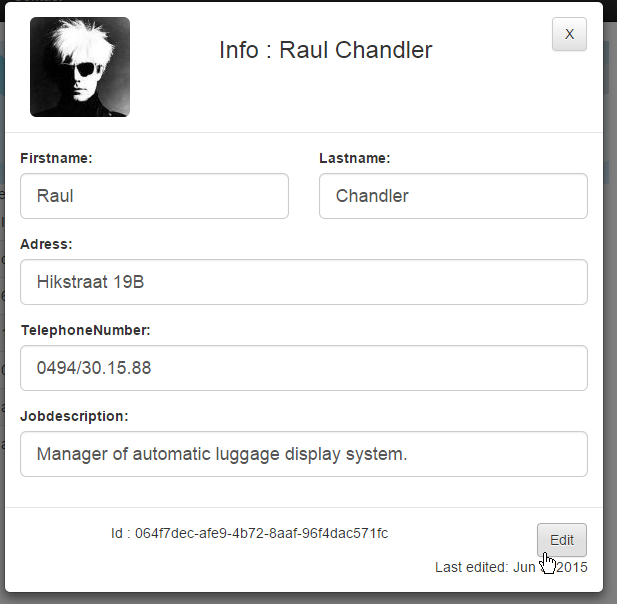 Info : Raul Chandler
X
Firstname:
Lastname:
Raul
Chandler
Adress:
Hikstraat 19B
TelephoneNumber:
0494/30.15.88
Jobdescription:
Manager of automatic luggage display system.
Id : 064f7dec-afe9-4b72-8aaf-96f4dac571fc
Edit
Last edited: Jun 2015